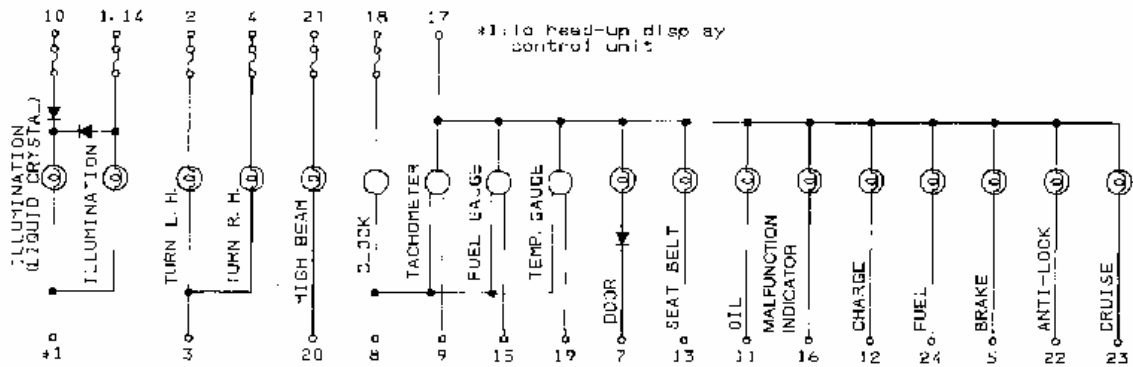 10 1.14 2 4 21 18 17
*1:To head-up display
control unit
ILLUMINATION
(LIQUID CRYSTAL)
ILLUMINATION
TURN L.H.
TURN R.H.
HIGH BEAM
CLOCK
TACHOMETER
FUEL GAUGE
TEMP. GAUGE
DOOR
SEAT BELT
OIL
MALFUNCTION
INDICATOR
CHARGE
FUEL
BRAKE
ANTI-LOCK
CRUISE
*1 3 20 8 9 15 19 7 13 11 16 12 24 5 22 23